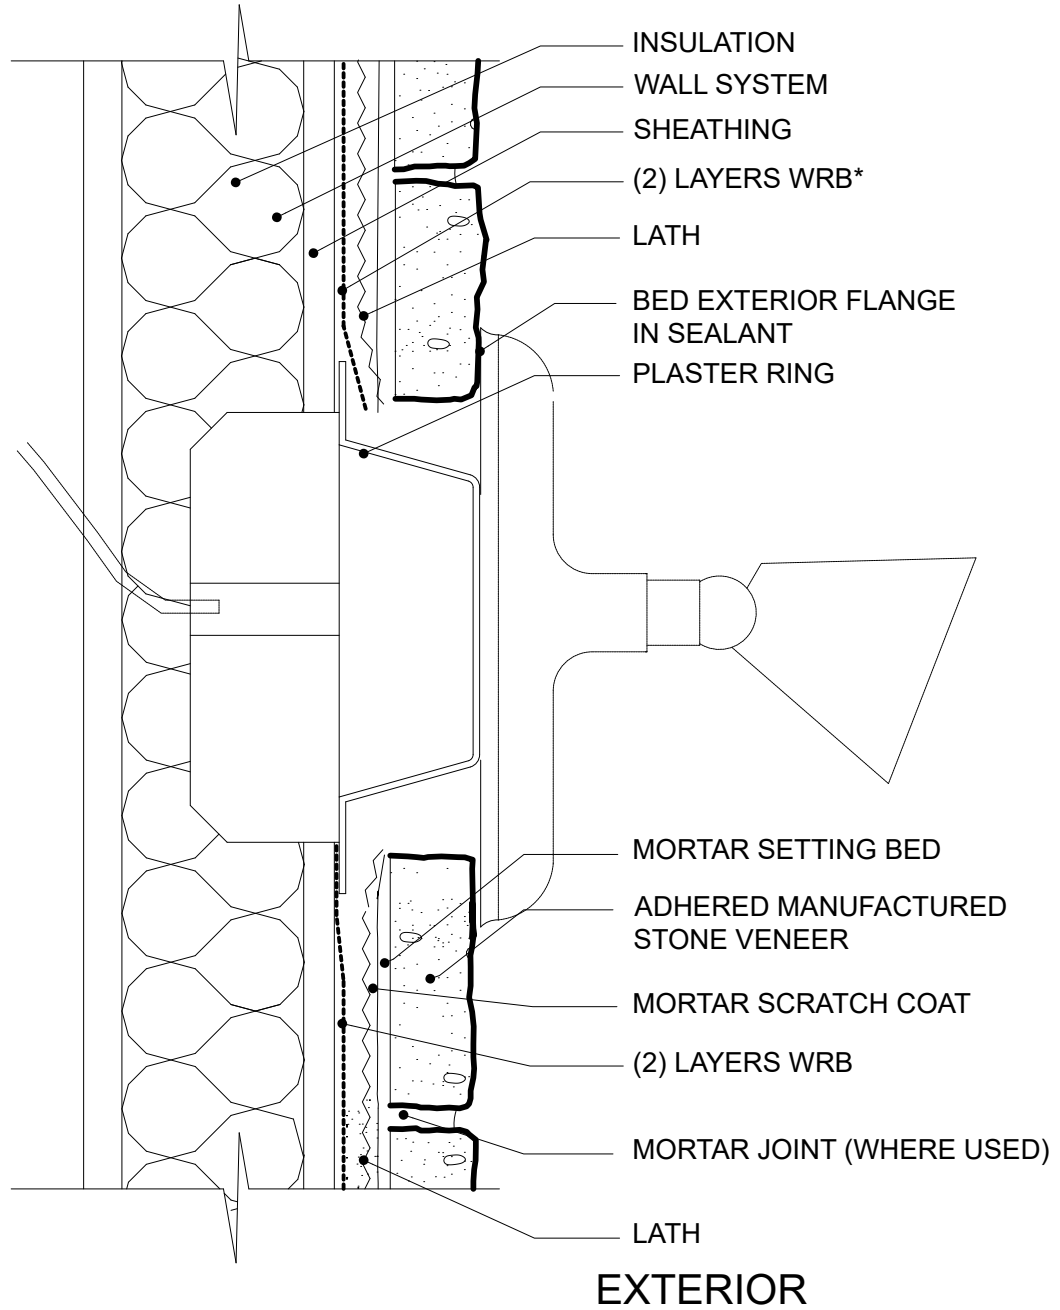 INSULATION
WALL SYSTEM
SHEATHING
(2) LAYERS WRB*
LATH
BED EXTERIOR FLANGE
IN SEALANT
PLASTER RING
MORTAR SETTING BED
ADHERED MANUFACTURED
STONE VENEER
MORTAR SCRATCH COAT
(2) LAYERS WRB
MORTAR JOINT (WHERE USED)
LATH
EXTERIOR